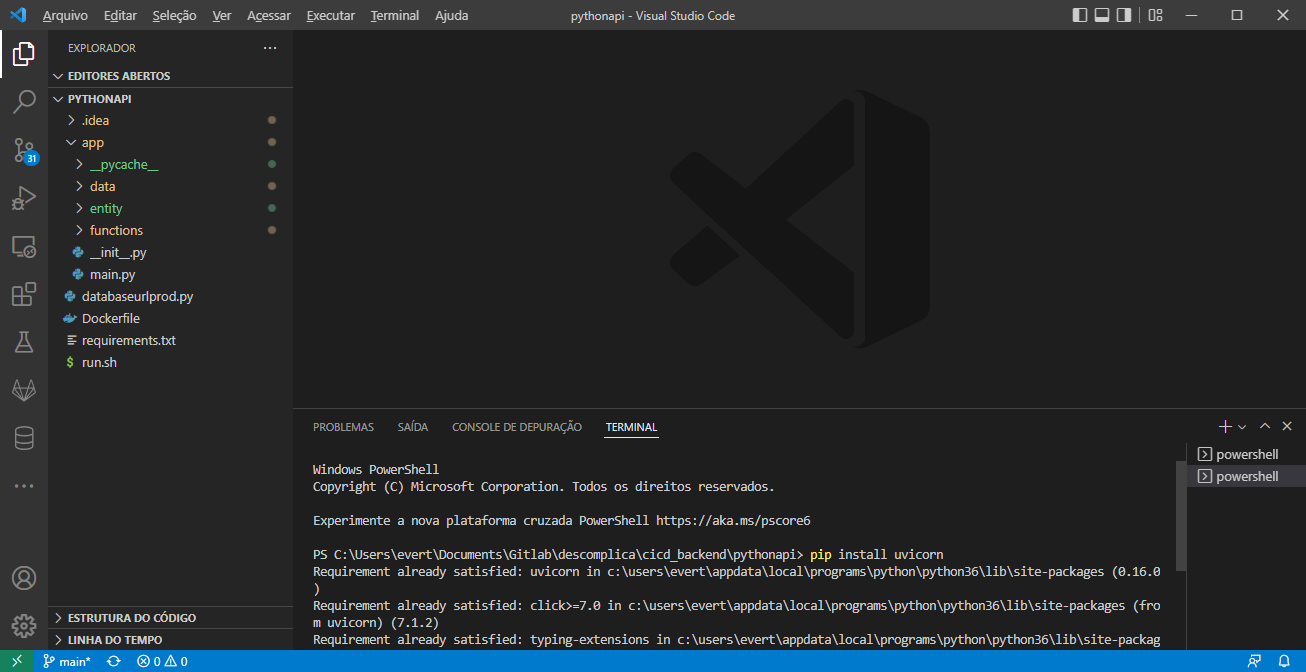 Arquivo Editar Seleção Ver Acessar Executar Terminal Ajuda pythonapi - Visual Studio Code
EXPLORADOR
EDITORES ABERTOS
PYTHONAPI
.idea
app
__pycache__
data
entity
functions
__init__.py
main.py
databaseurlprod.py
Dockerfile
requirements.txt
$ run.sh
31
ESTRUTURA DO CÓDIGO
LINHA DO TEMPO
PROBLEMAS SAÍDA CONSOLE DE DEPURAÇÃO TERMINAL
Windows PowerShell
Copyright (C) Microsoft Corporation. Todos os direitos reservados.
Experimente a nova plataforma cruzada PowerShell https://aka.ms/pscore6
PS C:\Users\evert\Documents\Gitlab\descomplica\cicd_backend\pythonapi> pip install uvicorn
Requirement already satisfied: uvicorn in c:\users\evert\appdata\local\programs\python\python36\lib\site-packages (0.16.0
)
Requirement already satisfied: click>=7.0 in c:\users\evert\appdata\local\programs\python\python36\lib\site-packages (fro
m uvicorn) (7.1.2)
Requirement already satisfied: typing-extensions in c:\users\evert\appdata\local\programs\python\python36\lib\site-packag
powershell
powershell
main* 0 0